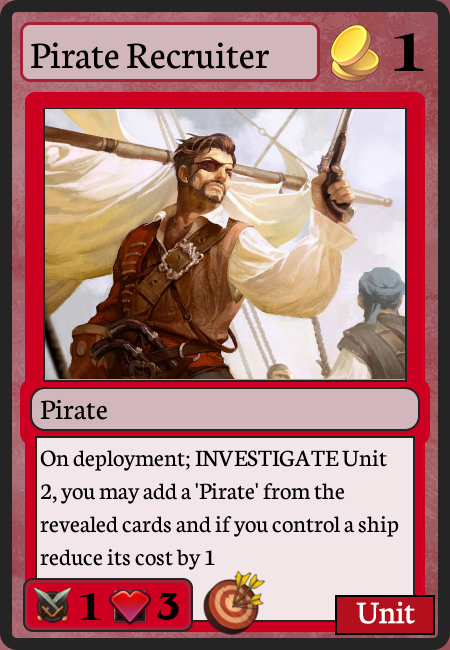 Pirate Recruiter
1
Pirate
On deployment; INVESTIGATE Unit
2, you may add a 'Pirate' from the
revealed cards and if you control a ship
reduce its cost by 1
1 3
Unit